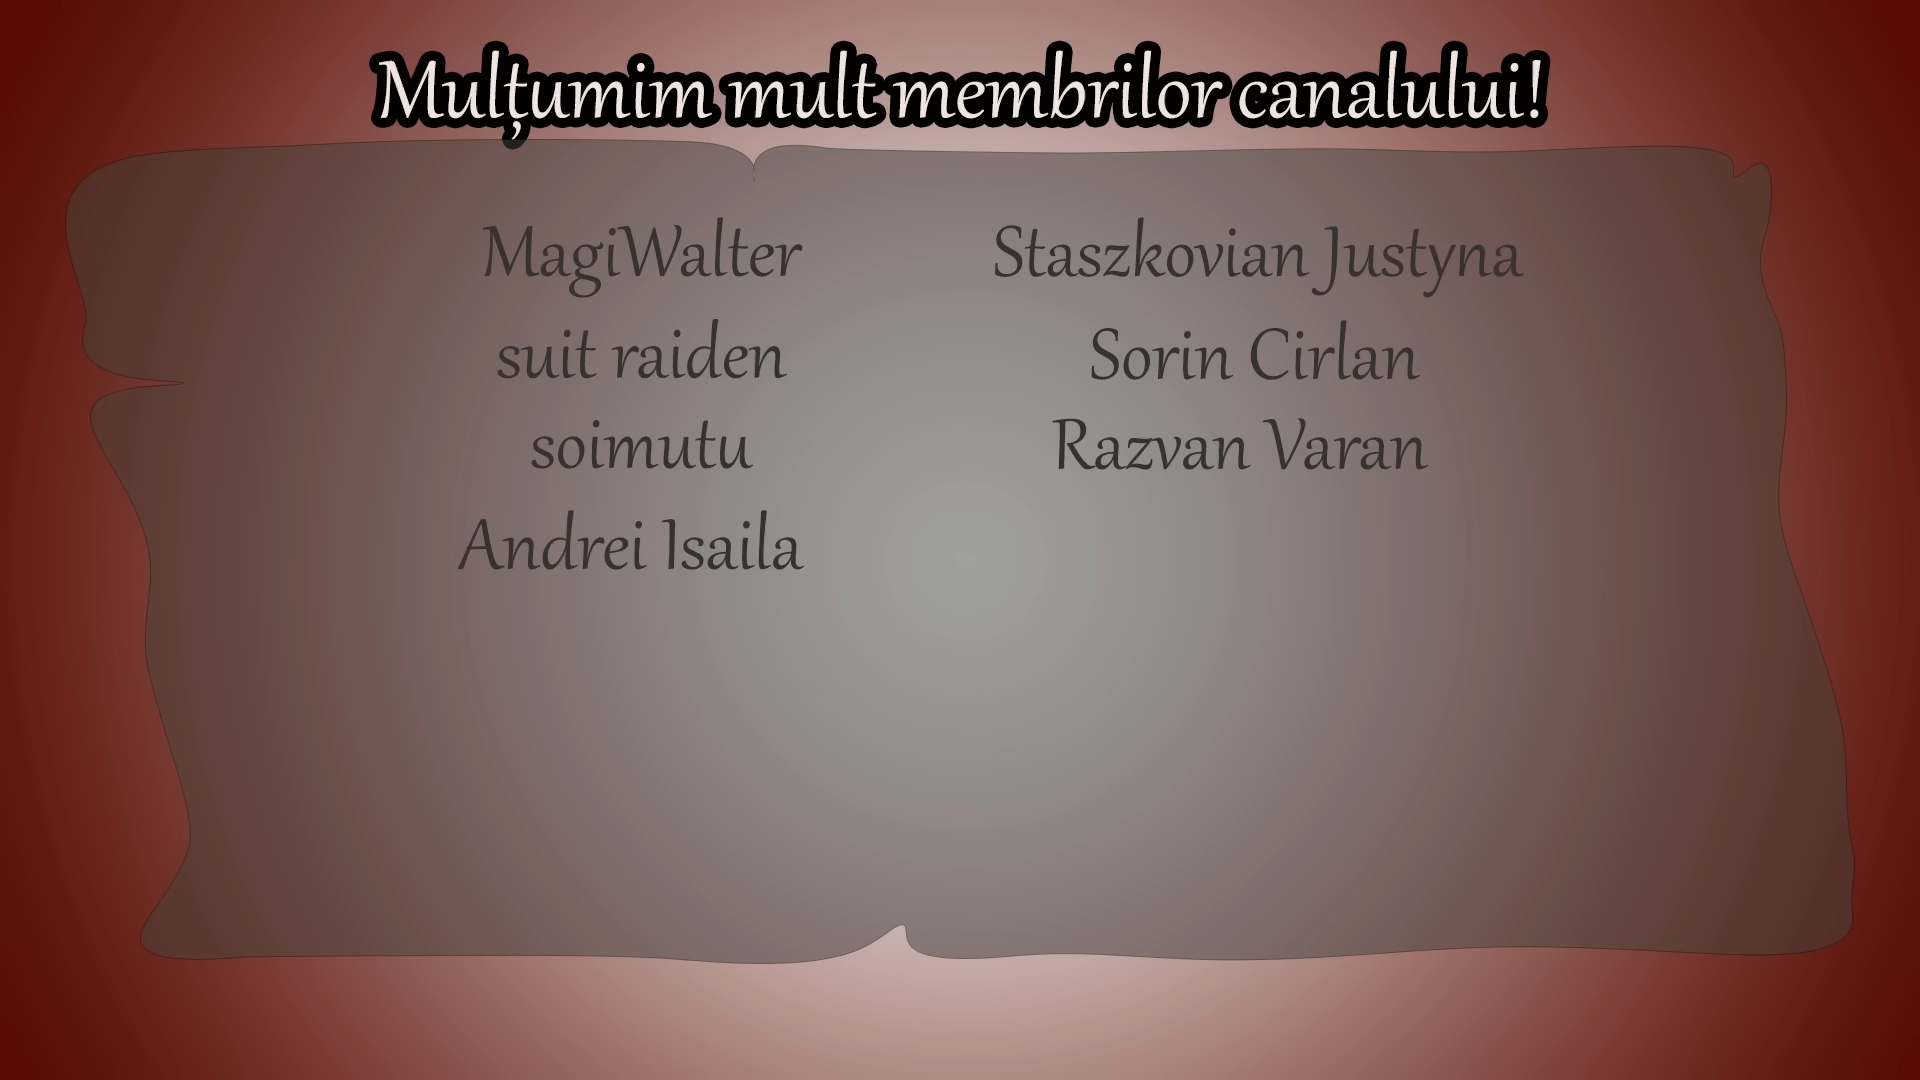 Mulțumim mult membrilor canalului!
MagiWalter
suit raiden
soimutu
Andrei Isaila
Staszkovian Justyna
Sorin Cirlan
Razvan Varan